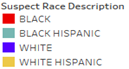 Suspect Race Description
BLACK
BLACK HISPANIC
WHITE
WHITE HISPANIC